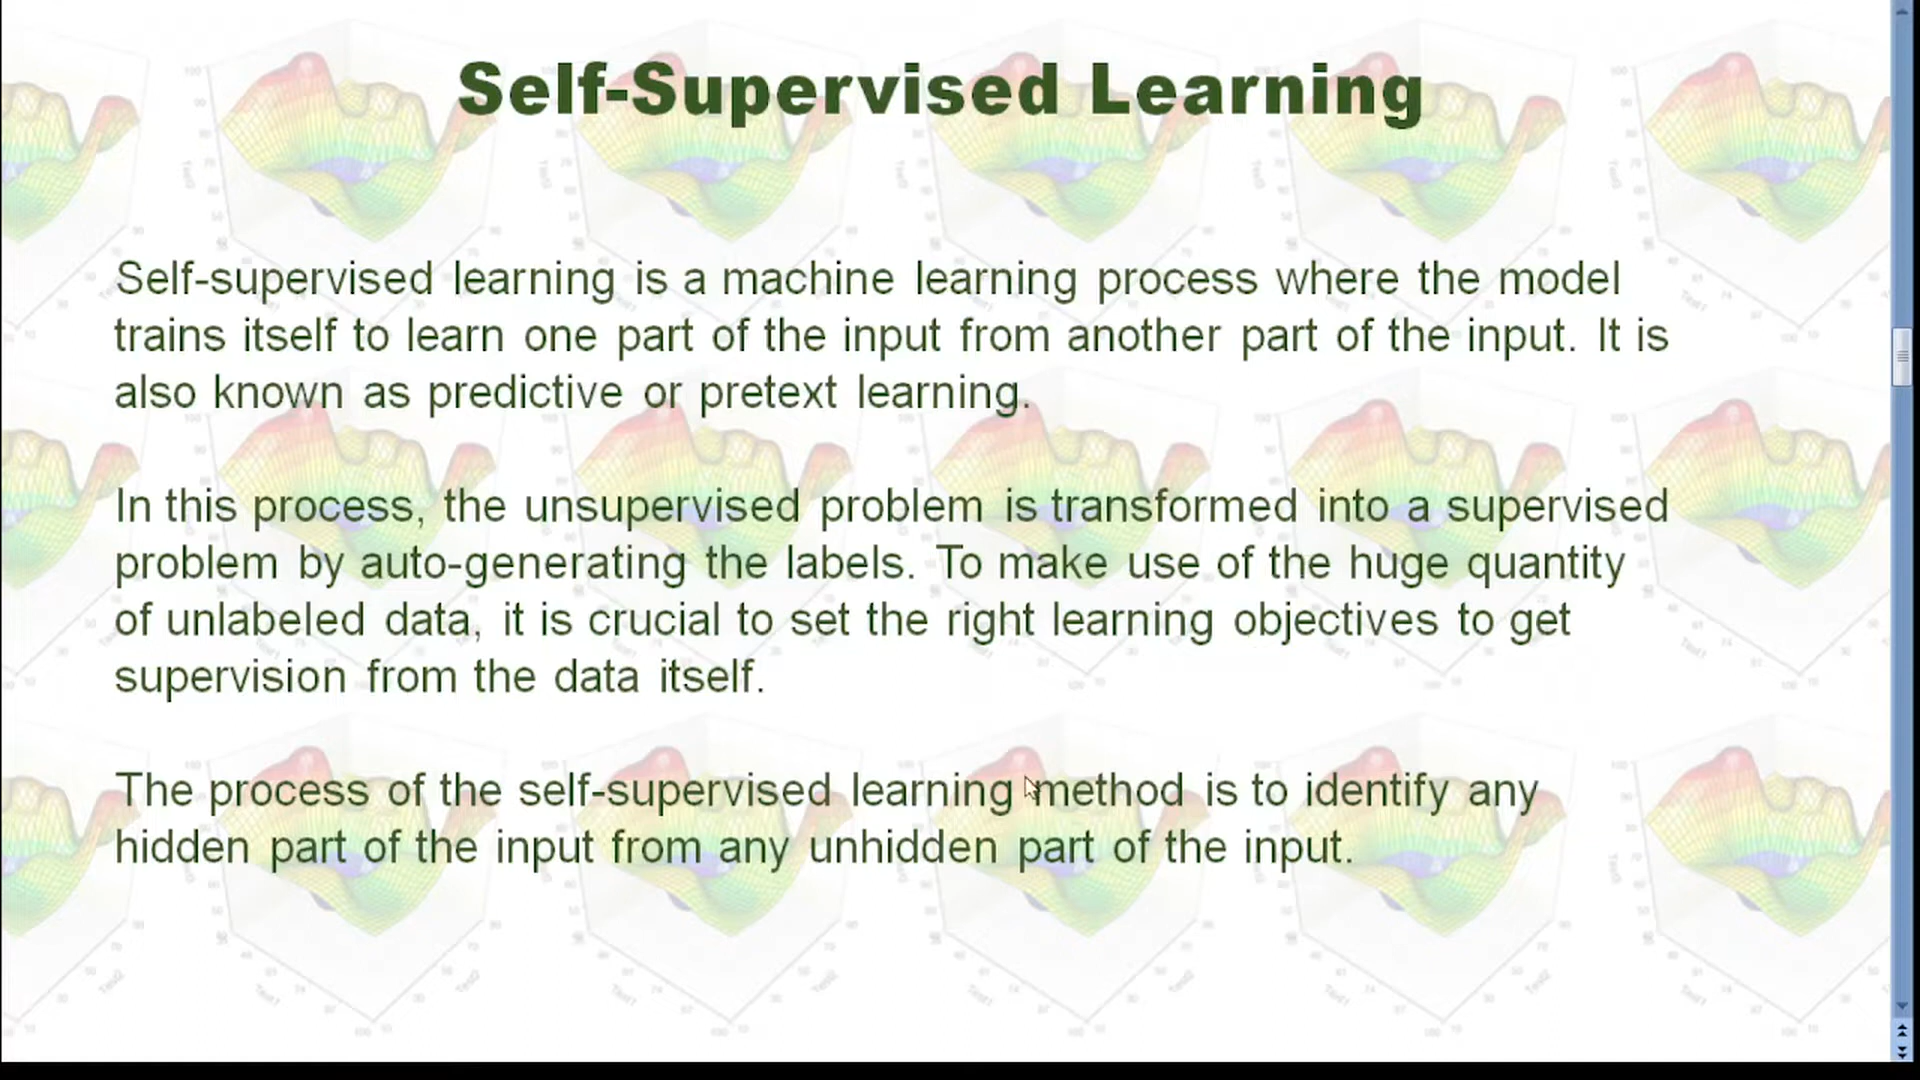 Self-Supervised Learning
Self-supervised learning is a machine learning process where the model
trains itself to learn one part of the input from another part of the input. It is
also known as predictive or pretext learning.
In this process, the unsupervised problem is transformed into a supervised
problem by auto-generating the labels. To make use of the huge quantity
of unlabeled data, it is crucial to set the right learning objectives to get
supervision from the data itself.
The process of the self-supervised learning method is to identify any
hidden part of the input from any unhidden part of the input.